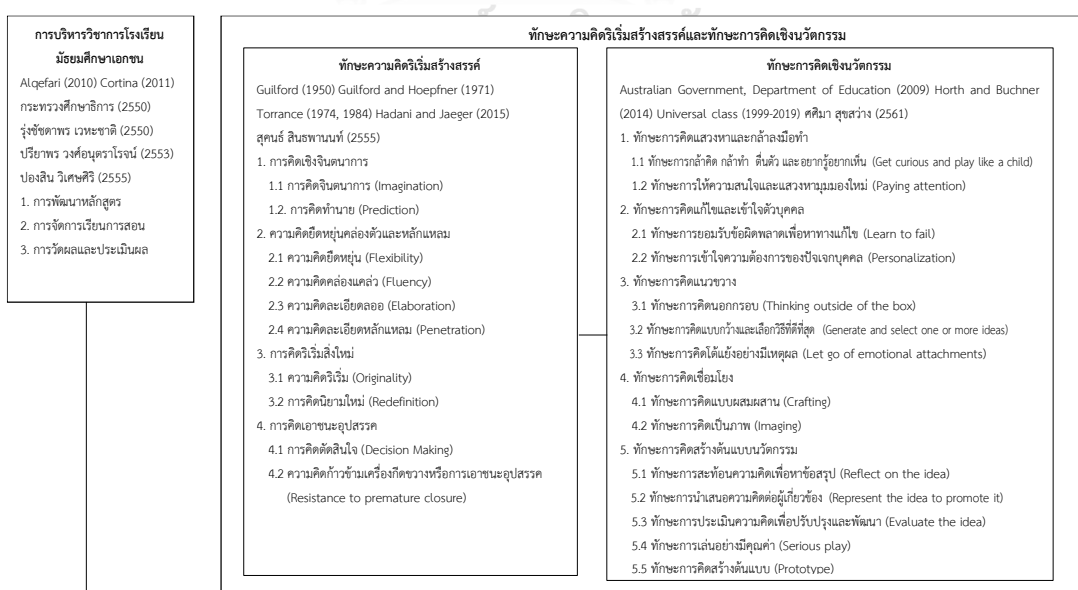 การบริหารวิชาการโรงเรียน
มัธยมศึกษาเอกชน
Alqefari (2010) Cortina (2011)
กระทรวงศึกษาธิการ (2550)
รุ่งชัชดาพร เวหะชาติ (2550)
ปรียาพร วงศ์อนุตราโรจน์ (2553)
ปองสิน วิเศษศิริ (2555)
1. การพัฒนาหลักสูตร
2. การจัดการเรียนการสอน
3. การวัดผลและประเมินผล
ทักษะความคิดริเริ่มสร้างสรรค์และทักษะการคิดเชิงนวัตกรรม
ทักษะความคิดริเริ่มสร้างสรรค์
Guilford (1950) Guilford and Hoepfner (1971)
Torrance (1974, 1984) Hadani and Jaeger (2015)
สุคนธ์ สินธพานนท์ (2555)
1. การคิดเชิงจินตนาการ
1.1 การคิดจินตนาการ (Imagination)
1.2. การคิดทำนาย (Prediction)
2. ความคิดยืดหยุ่นคล่องตัวและหลักแหลม
2.1 ความคิดยืดหยุ่น (Flexibility)
2.2 ความคิดคล่องแคล่ว (Fluency)
2.3 ความคิดละเอียดลออ (Elaboration)
2.4 ความคิดละเอียดหลักแหลม (Penetration)
3. การคิดริเริ่มสิ่งใหม่
3.1 ความคิดริเริ่ม (Originality)
3.2 การคิดนิยามใหม่ (Redefinition)
4. การคิดเอาชนะอุปสรรค
4.1 การคิดตัดสินใจ (Decision Making)
4.2 ความคิดก้าวข้ามเครื่องกีดขวางหรือการเอาชนะอุปสรรค
(Resistance to premature closure)
ทักษะการคิดเชิงนวัตกรรม
Australian Government, Department of Education (2009) Horth and Buchner
(2014) Universal class (1999-2019) ศศิมา สุขสว่าง (2561)
1. ทักษะการคิดแสวงหาและกล้าลงมือทำ
1.1 ทักษะการกล้าคิด กล้าทำ ตื่นตัว และอยากรู้อยากเห็น (Get curious and play like a child)
1.2 ทักษะการให้ความสนใจและแสวงหามุมมองใหม่ (Paying attention)
2. ทักษะการคิดแก้ไขและเข้าใจตัวบุคคล
2.1 ทักษะการยอมรับข้อผิดพลาดเพื่อหาทางแก้ไข (Learn to fail)
2.2 ทักษะการเข้าใจความต้องการของปัจเจกบุคคล (Personalization)
3. ทักษะการคิดแนวขวาง
3.1 ทักษะการคิดนอกกรอบ (Thinking outside of the box)
3.2 ทักษะการคิดแบบกว้างและเลือกวิธีที่ดีที่สุด (Generate and select one or more ideas)
3.3 ทักษะการคิดโต้แย้งอย่างมีเหตุผล (Let go of emotional attachments)
4. ทักษะการคิดเชื่อมโยง
4.1 ทักษะการคิดแบบผสมผสาน (Crafting)
4.2 ทักษะการคิดเป็นภาพ (Imaging)
5. ทักษะการคิดสร้างต้นแบบนวัตกรรม
5.1 ทักษะการสะท้อนความคิดเพื่อหาข้อสรุป (Reflect on the idea)
5.2 ทักษะการนำเสนอความคิดต่อผู้เกี่ยวข้อง (Represent the idea to promote it)
5.3 ทักษะการประเมินความคิดเพื่อปรับปรุงและพัฒนา (Evaluate the idea)
5.4 ทักษะการเล่นอย่างมีคุณค่า (Serious play)
5.5 ทักษะการคิดสร้างต้นแบบ (Prototype)